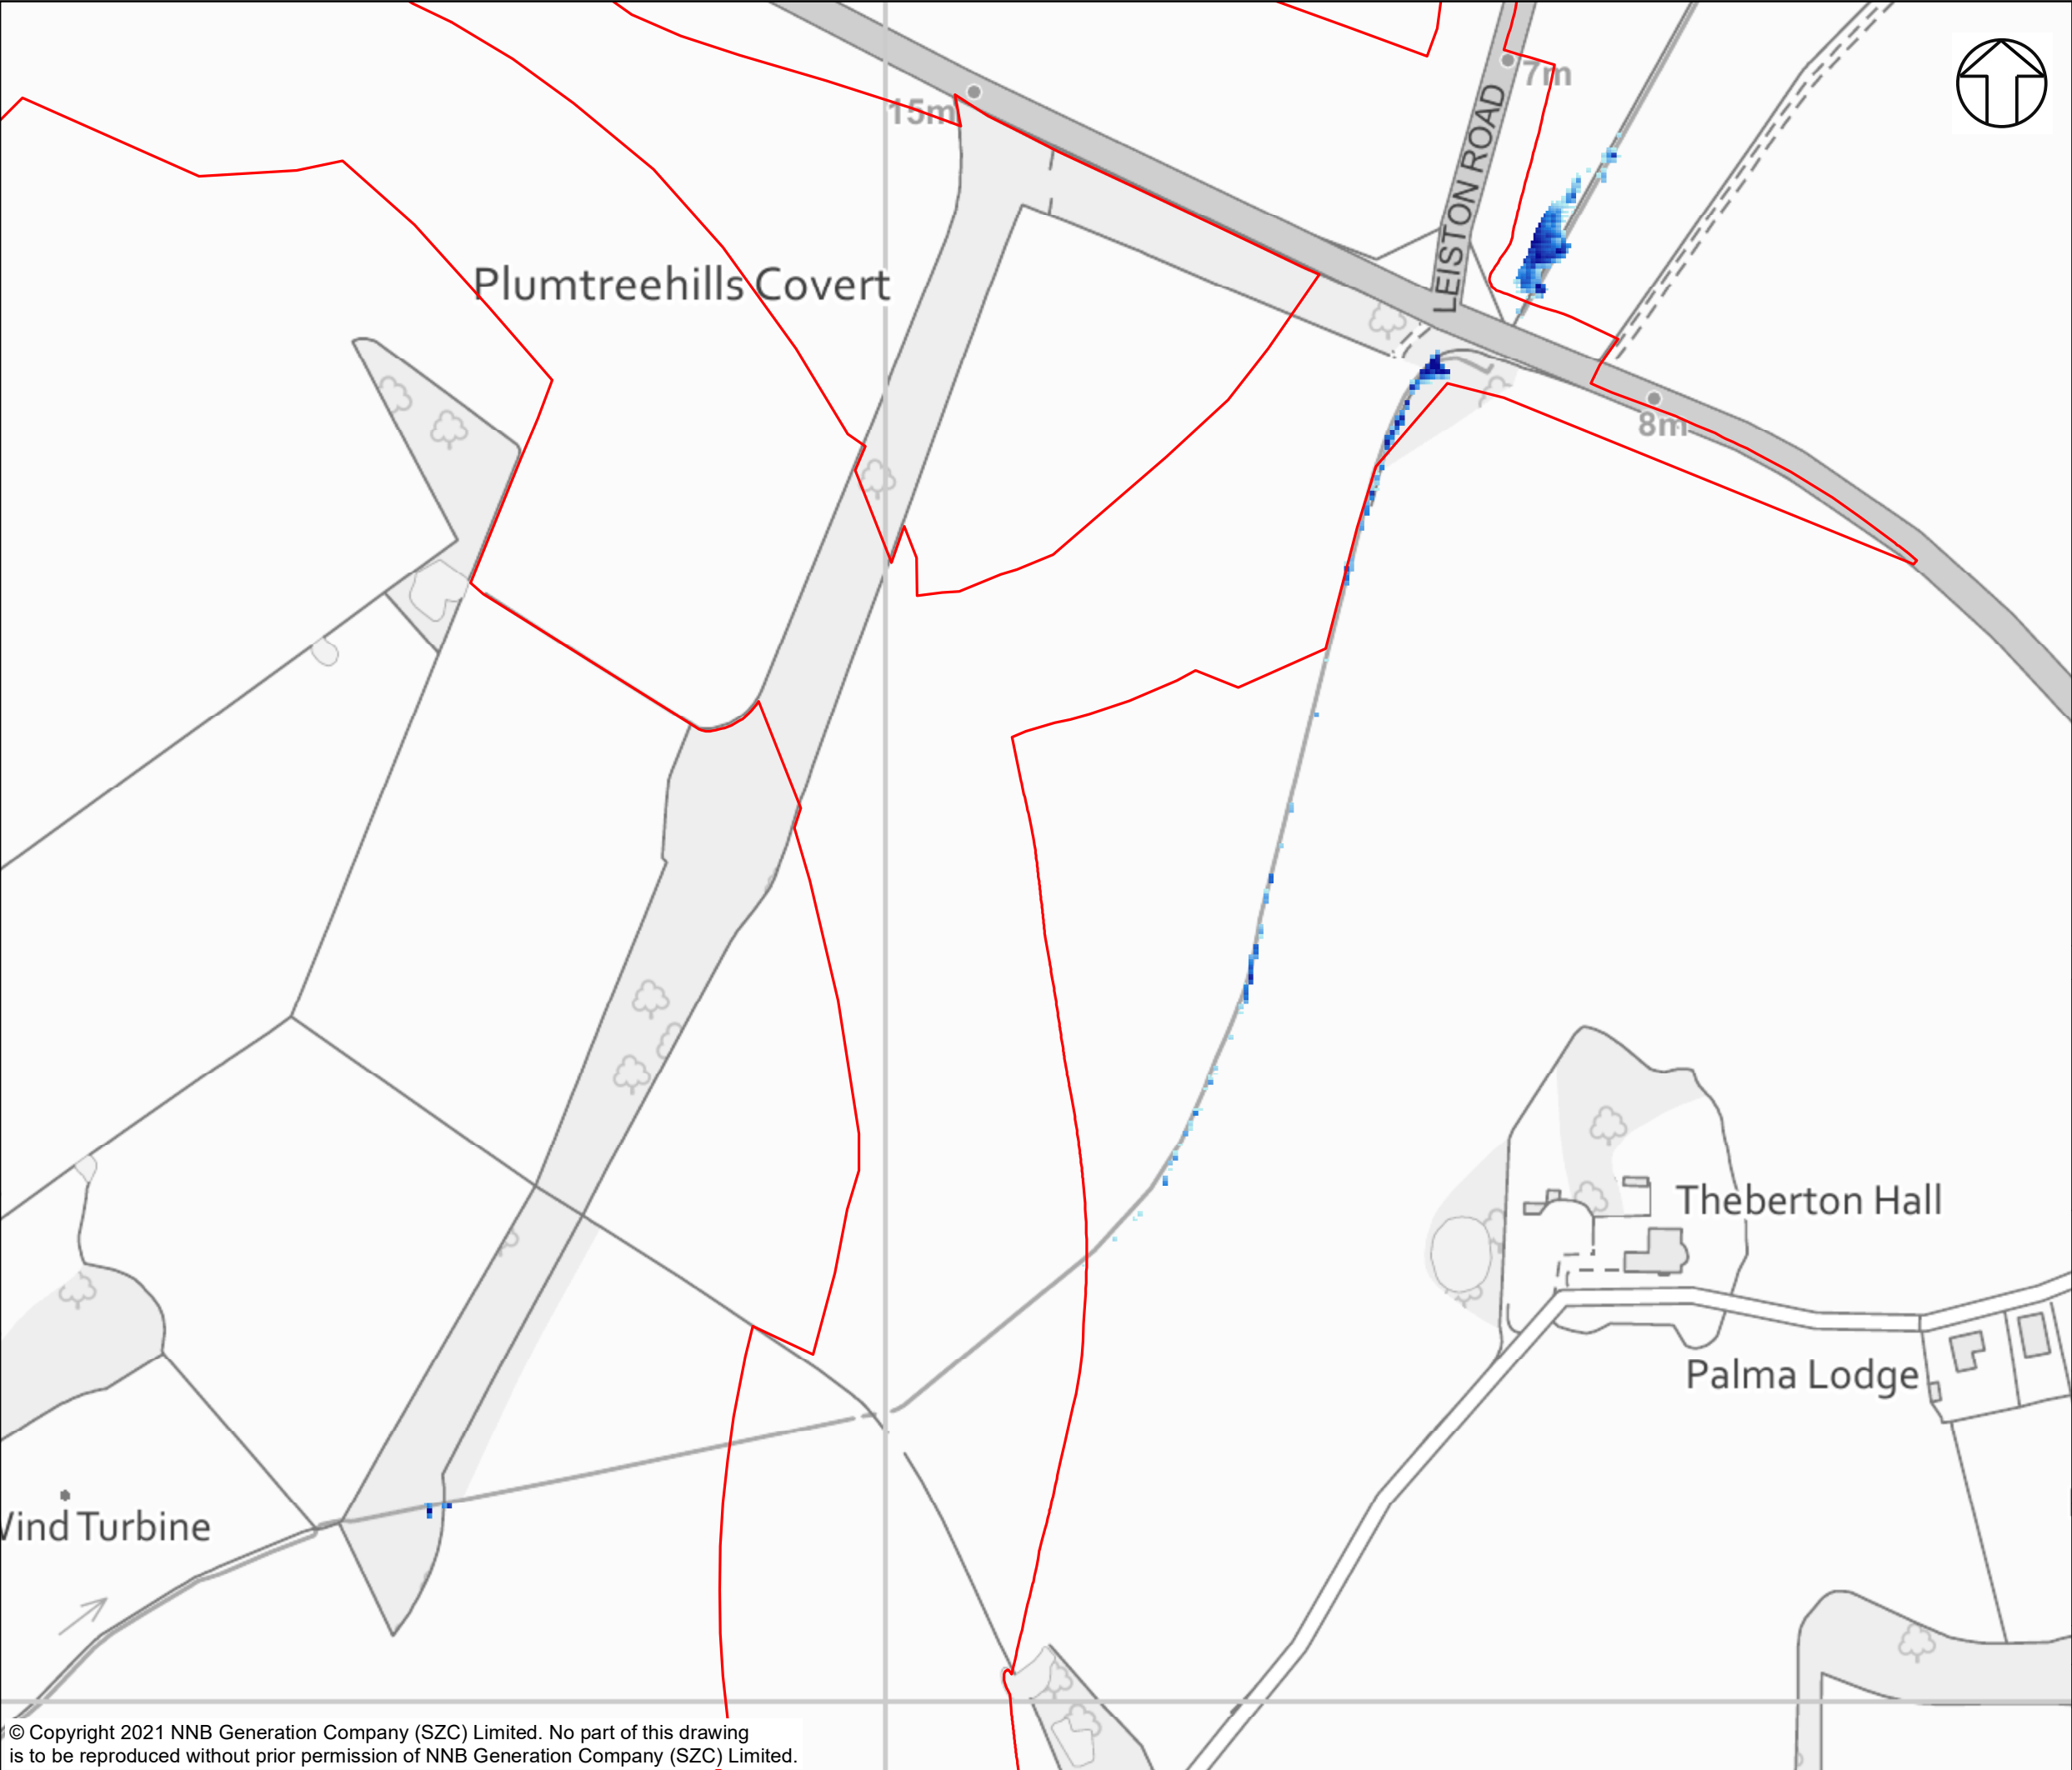 7m
15m
LEISTON ROAD
Plumtreehills Covert
8m
Theberton Hall
Palma Lodge
Wind Turbine
© Copyright 2021 NNB Generation Company (SZC) Limited. No part of this drawing
is to be reproduced without prior permission of NNB Generation Company (SZC) Limited.